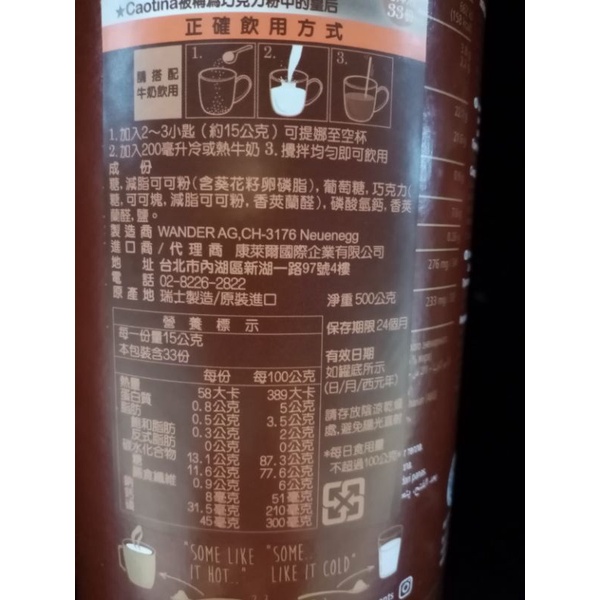 ★Caotina被稱為巧克力粉中的皇后
正確飲用方式
請搭配
牛奶飲用
1.
2.
3.
1.加入2~3小匙(約15公克)可提娜至空杯
2.加入200毫升冷或熱牛奶 3.攪拌均勻即可飲用
成 份
糖,減脂可可粉(含葵花籽卵磷脂),葡萄糖,巧克力(
糖,可可塊,減脂可可粉,香莢蘭醛),磷酸氫鈣,香莢
蘭醛,鹽。
製造商 WANDER AG,CH-3176 Neuenegg
進口商/代理商 康萊爾國際企業有限公司
地 址 台北市內湖區新湖一路97號4樓
電 話 02-8226-2822
原產地 瑞士製造/原裝進口
淨重500公克
營養標示
每一份量15公克
本包裝含33份
每份 每100公克
熱量 58大卡 389大卡
蛋白質 0.8公克 5公克
脂肪 0.5公克 3.5公克
飽和脂肪 0.3公克 2公克
反式脂肪 0公克 0公克
碳水化合物 13.1公克 87.3公克
糖 11.6公克 77.6公克
膳食纖維 0.9公克 6公克
鈉 8毫克 51毫克
鈣 31.5毫克 210毫克
45毫克 300毫克
保存期限24個月
有效日期
如罐底所示
(日/月/西元年)
請存放陰涼乾燥
處,避免陽光直射
*每日食用量
不超過100公克
276 mg
233 mg
"SOME LIKE
IT HOT.."
"SOME
LIKE IT COLD"